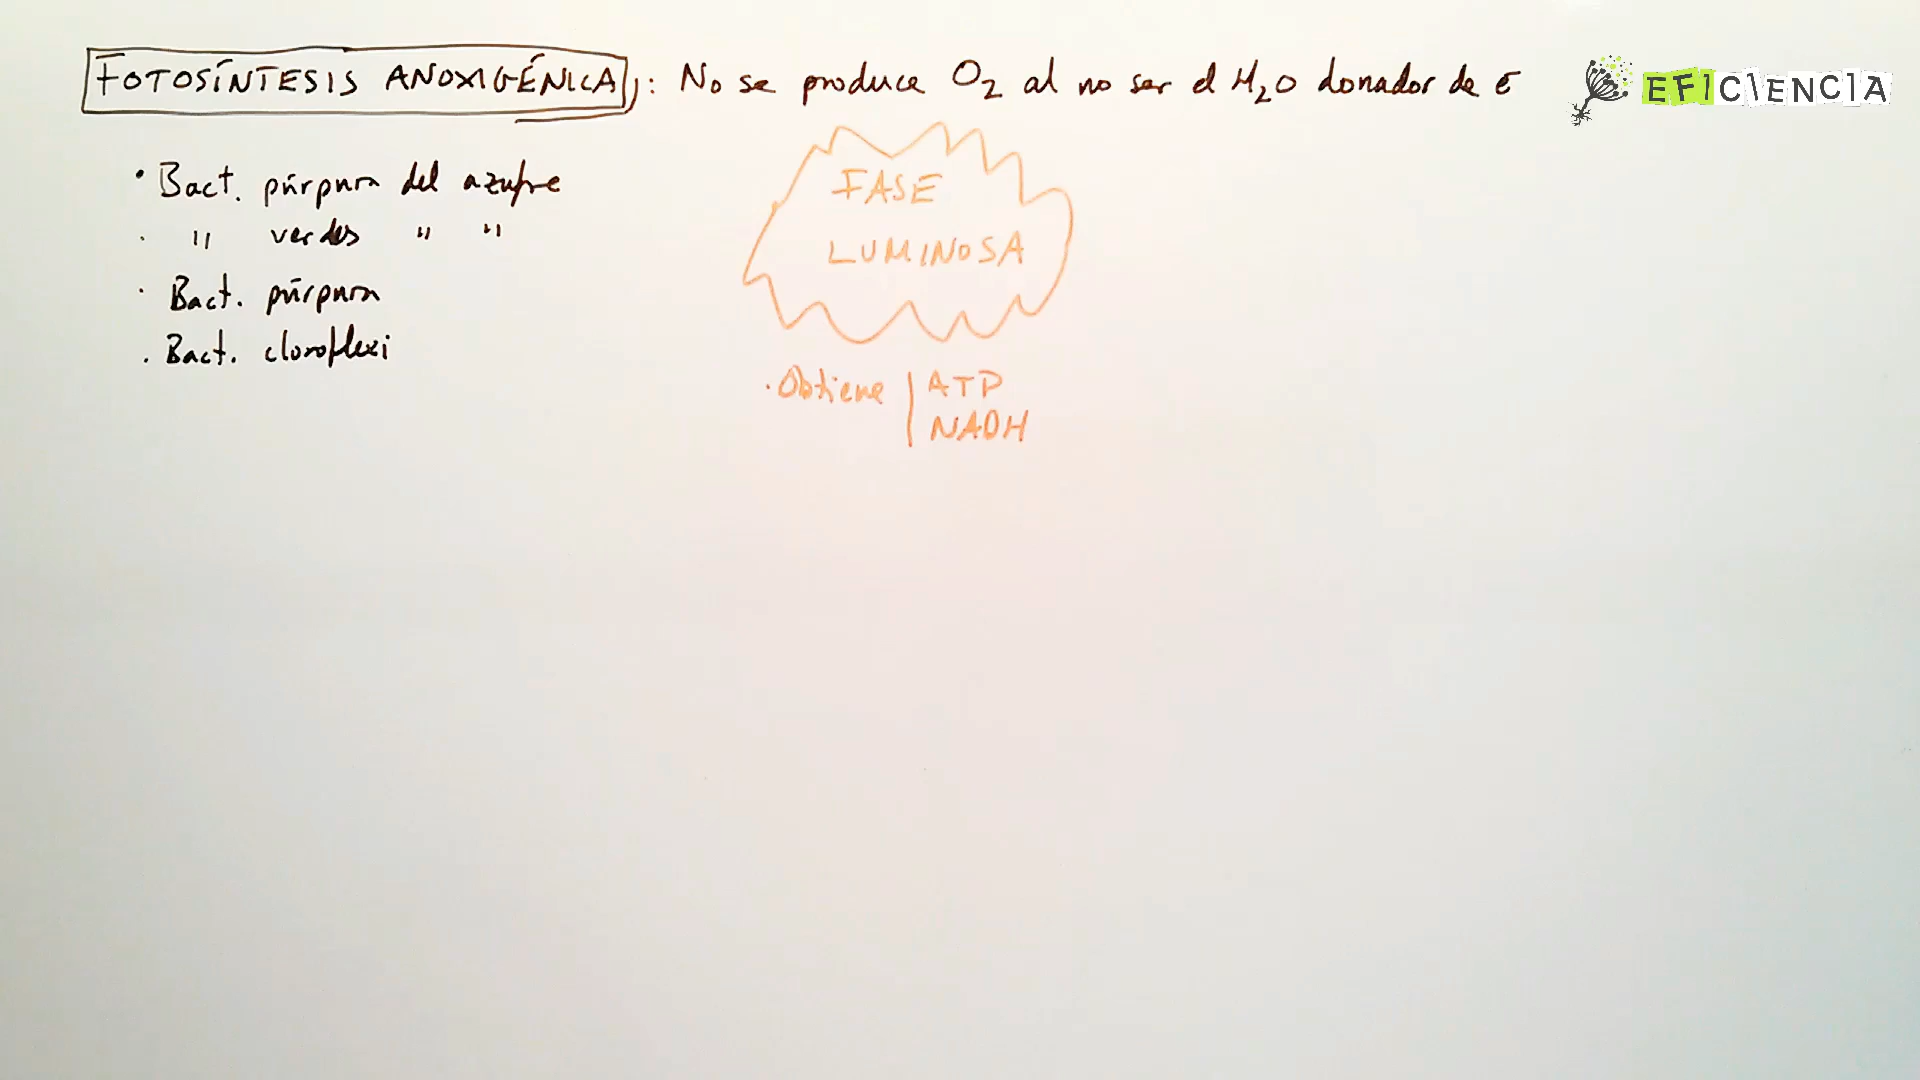 FOTOSÍNTESIS ANOXIGÉNICA: No se produce O₂ al no ser el H₂O donador de e⁻
EFICIENCIA
• Bact. púrpura del azufre
· " verdes " "
· Bact. púrpura
. Bact. cloroflexi
FASE
LUMINOSA
· Obtiene | ATP
NADH